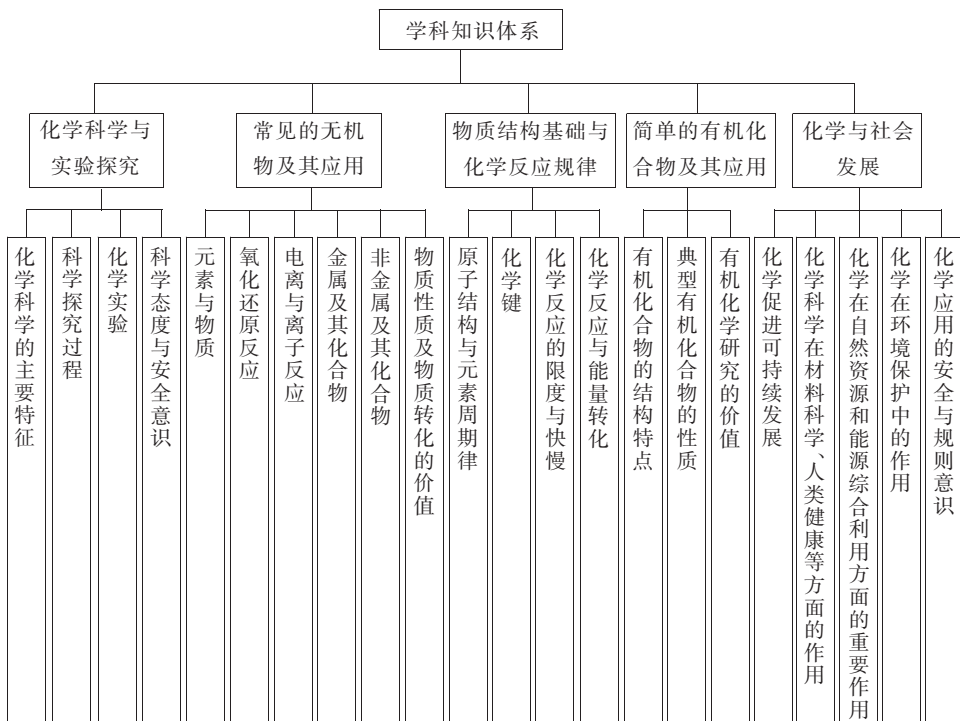 学科知识体系
化学科学与
实验探究
常见的无机
物及其应用
物质结构基础与
化学反应规律
简单的有机化
合物及其应用
化学与社会
发展
化学科学的主要特征
科学探究过程
化学实验
科学态度与安全意识
元素与物质
氧化还原反应
电离与离子反应
金属及其化合物
非金属及其化合物
物质性质及物质转化的价值
原子结构与元素周期律
化学键
化学反应的限度与快慢
化学反应与能量转化
有机化合物的结构特点
典型有机化合物的性质
有机化学研究的价值
化学促进可持续发展
化学科学在材料科学、人类健康等方面的作用
化学在自然资源和能源综合利用方面的重要作用
化学在环境保护中的作用
化学应用的安全与规则意识